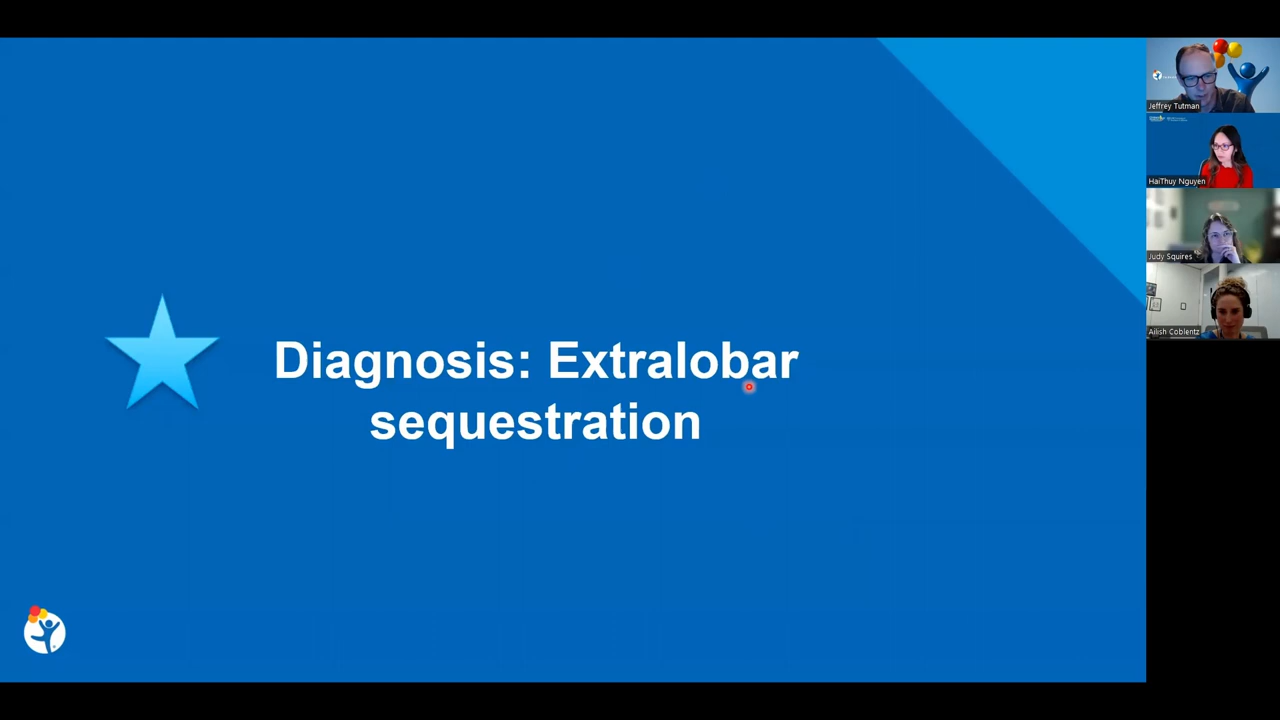 Diagnosis: Extralobar
sequestration
Jeffrey Tutman
HaiThuy Nguyen
Judy Squires
Ailish Coblentz